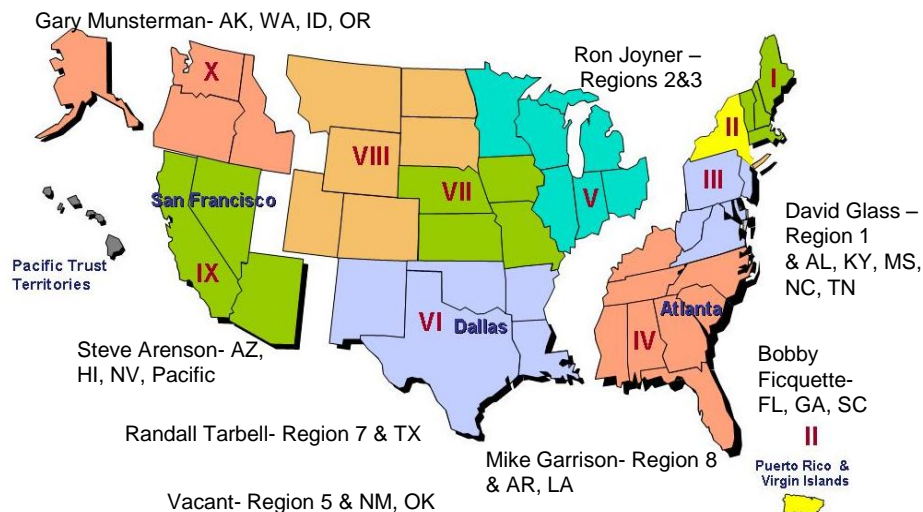 Gary Munsterman- AK, WA, ID, OR
Ron Joyner –
Regions 2&3
X
I
II
VIII
III
VII
V
San Francisco
David Glass –
Region 1
& AL, KY, MS,
NC, TN
Pacific Trust
Territories
IX
VI
Dallas
Atlanta
IV
Steve Arenson- AZ,
HI, NV, Pacific
Bobby
Ficquette-
FL, GA, SC
II
Randall Tarbell- Region 7 & TX
Mike Garrison- Region 8
& AR, LA
Puerto Rico &
Virgin Islands
Vacant- Region 5 & NM, OK